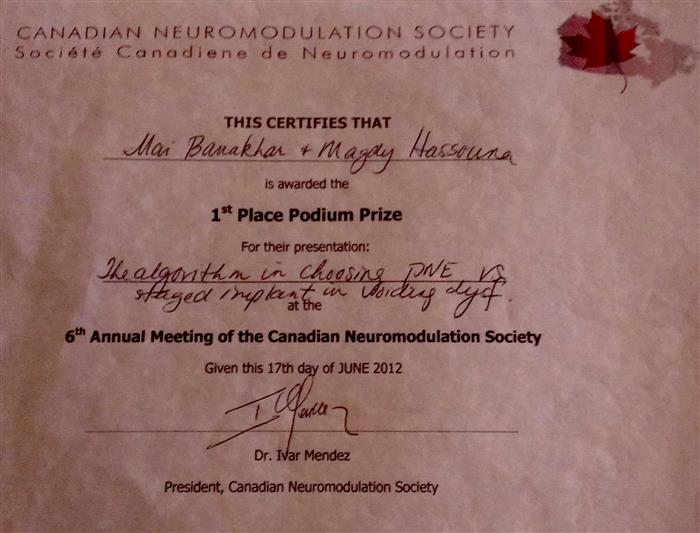 CANADIAN NEUROMODULATION SOCIETY
Société Canadiene de Neuromodulation
THIS CERTIFIES THAT
Mai Banakhar + Magdy Hassouna
is awarded the
1st Place Podium Prize
For their presentation:
The algorithm in choosing PNE vs
staged implant in voiding dysf.
at the
6th Annual Meeting of the Canadian Neuromodulation Society
Given this 17th day of JUNE 2012
Dr. Ivar Mendez
President, Canadian Neuromodulation Society